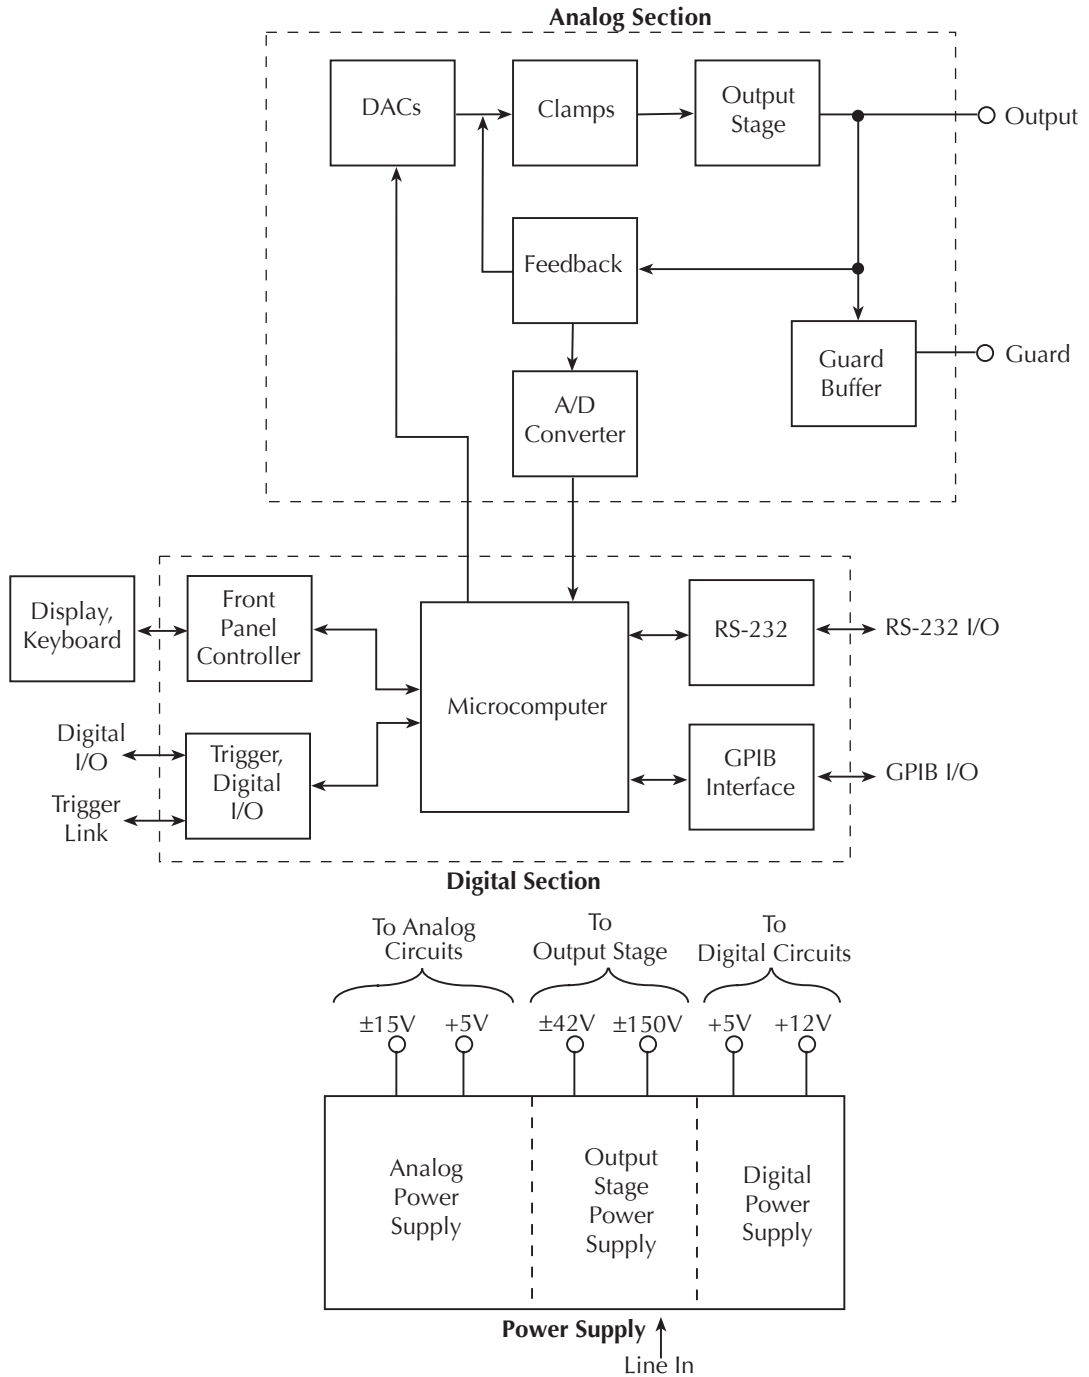 Analog Section
DACs
Clamps
Output
Stage
Output
Feedback
Guard
Buffer
Guard
A/D
Converter
Display,
Keyboard
Front
Panel
Controller
Microcomputer
RS-232
RS-232 I/O
Digital
I/O
Trigger
Link
Trigger,
Digital
I/O
GPIB
Interface
GPIB I/O
Digital Section
To Analog
Circuits
To
Output Stage
To
Digital Circuits
±15V
+5V
±42V
±150V
+5V
+12V
Analog
Power
Supply
Output
Stage
Power
Supply
Digital
Power
Supply
Power Supply
Line In